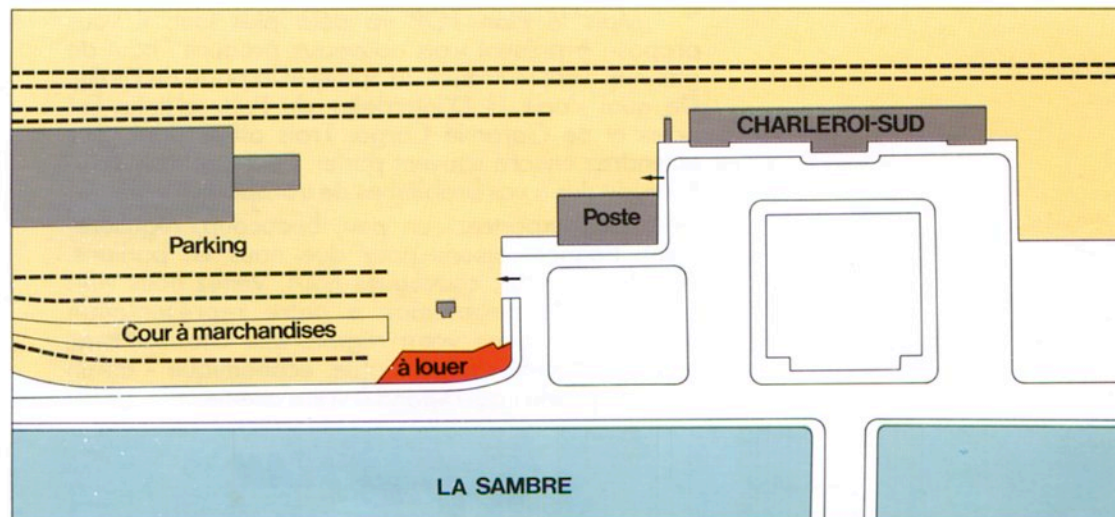 CHARLEROI-SUD
Poste
Parking
Cour à marchandises
à louer
LA SAMBRE